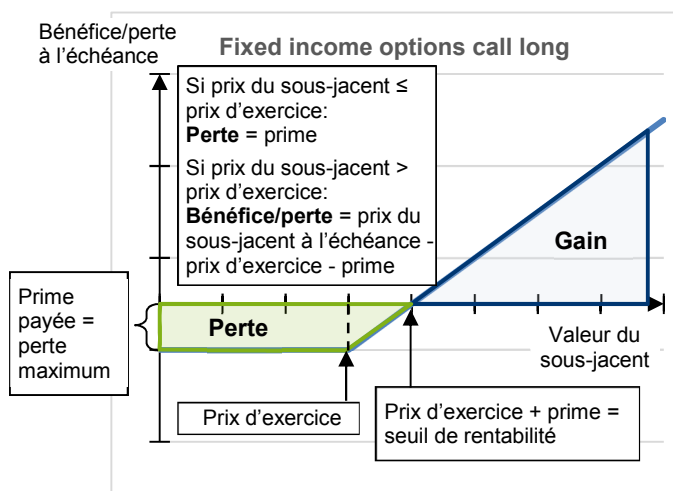 Bénéfice/perte
à l'échéance
Fixed income options call long
Si prix du sous-jacent ≤
prix d'exercice:
Perte = prime
Si prix du sous-jacent >
prix d'exercice:
Bénéfice/perte = prix du
sous-jacent à l'échéance -
prix d'exercice - prime
Gain
Prime
payée =
perte
maximum
Perte
Valeur du
sous-jacent
Prix d'exercice
Prix d'exercice + prime =
seuil de rentabilité